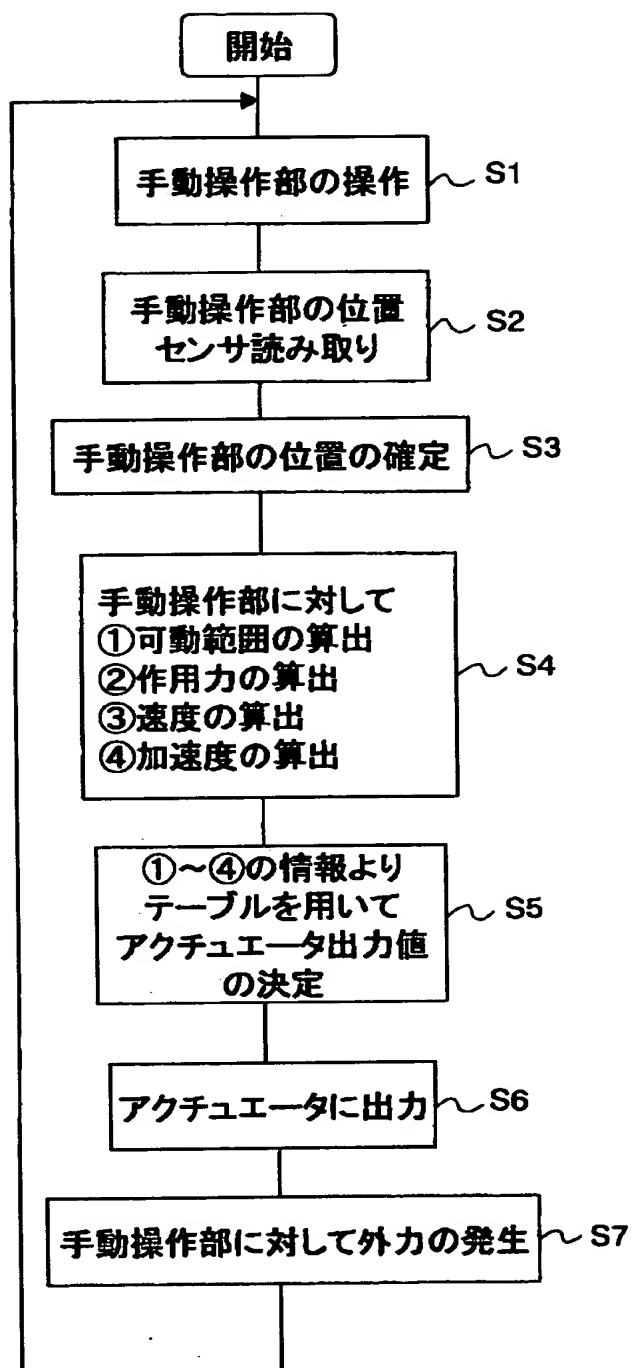 開始
手動操作部の操作
S1
手動操作部の位置
センサ読み取り
S2
手動操作部の位置の確定
S3
手動操作部に対して
①可動範囲の算出
②作用力の算出
③速度の算出
④加速度の算出
S4
①~④の情報より
テーブルを用いて
アクチュエータ出力値
の決定
S5
アクチュエータに出力
S6
手動操作部に対して外力の発生
S7